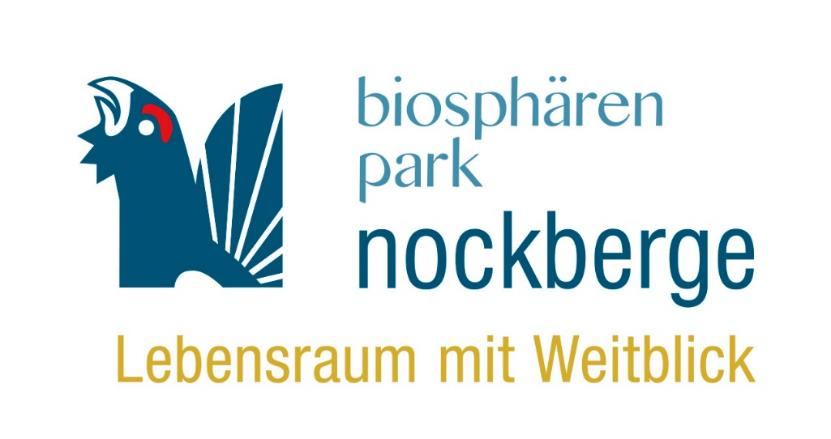 biosphären
park
nockberge
Lebensraum mit Weitblick